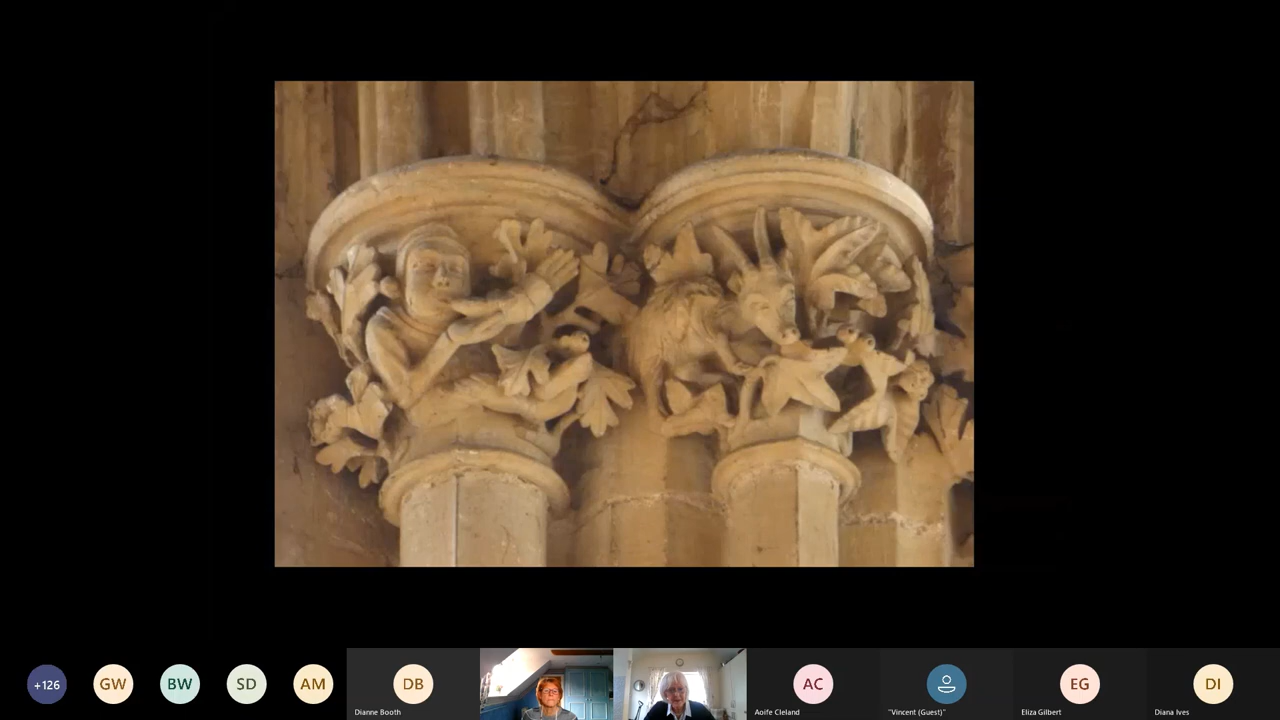 +126
GW
BW
SD
AM
DB
Dianne Booth
AC
Aoife Cleland
"Vincent (Guest)"
EG
Eliza Gilbert
DI
Diana Ives